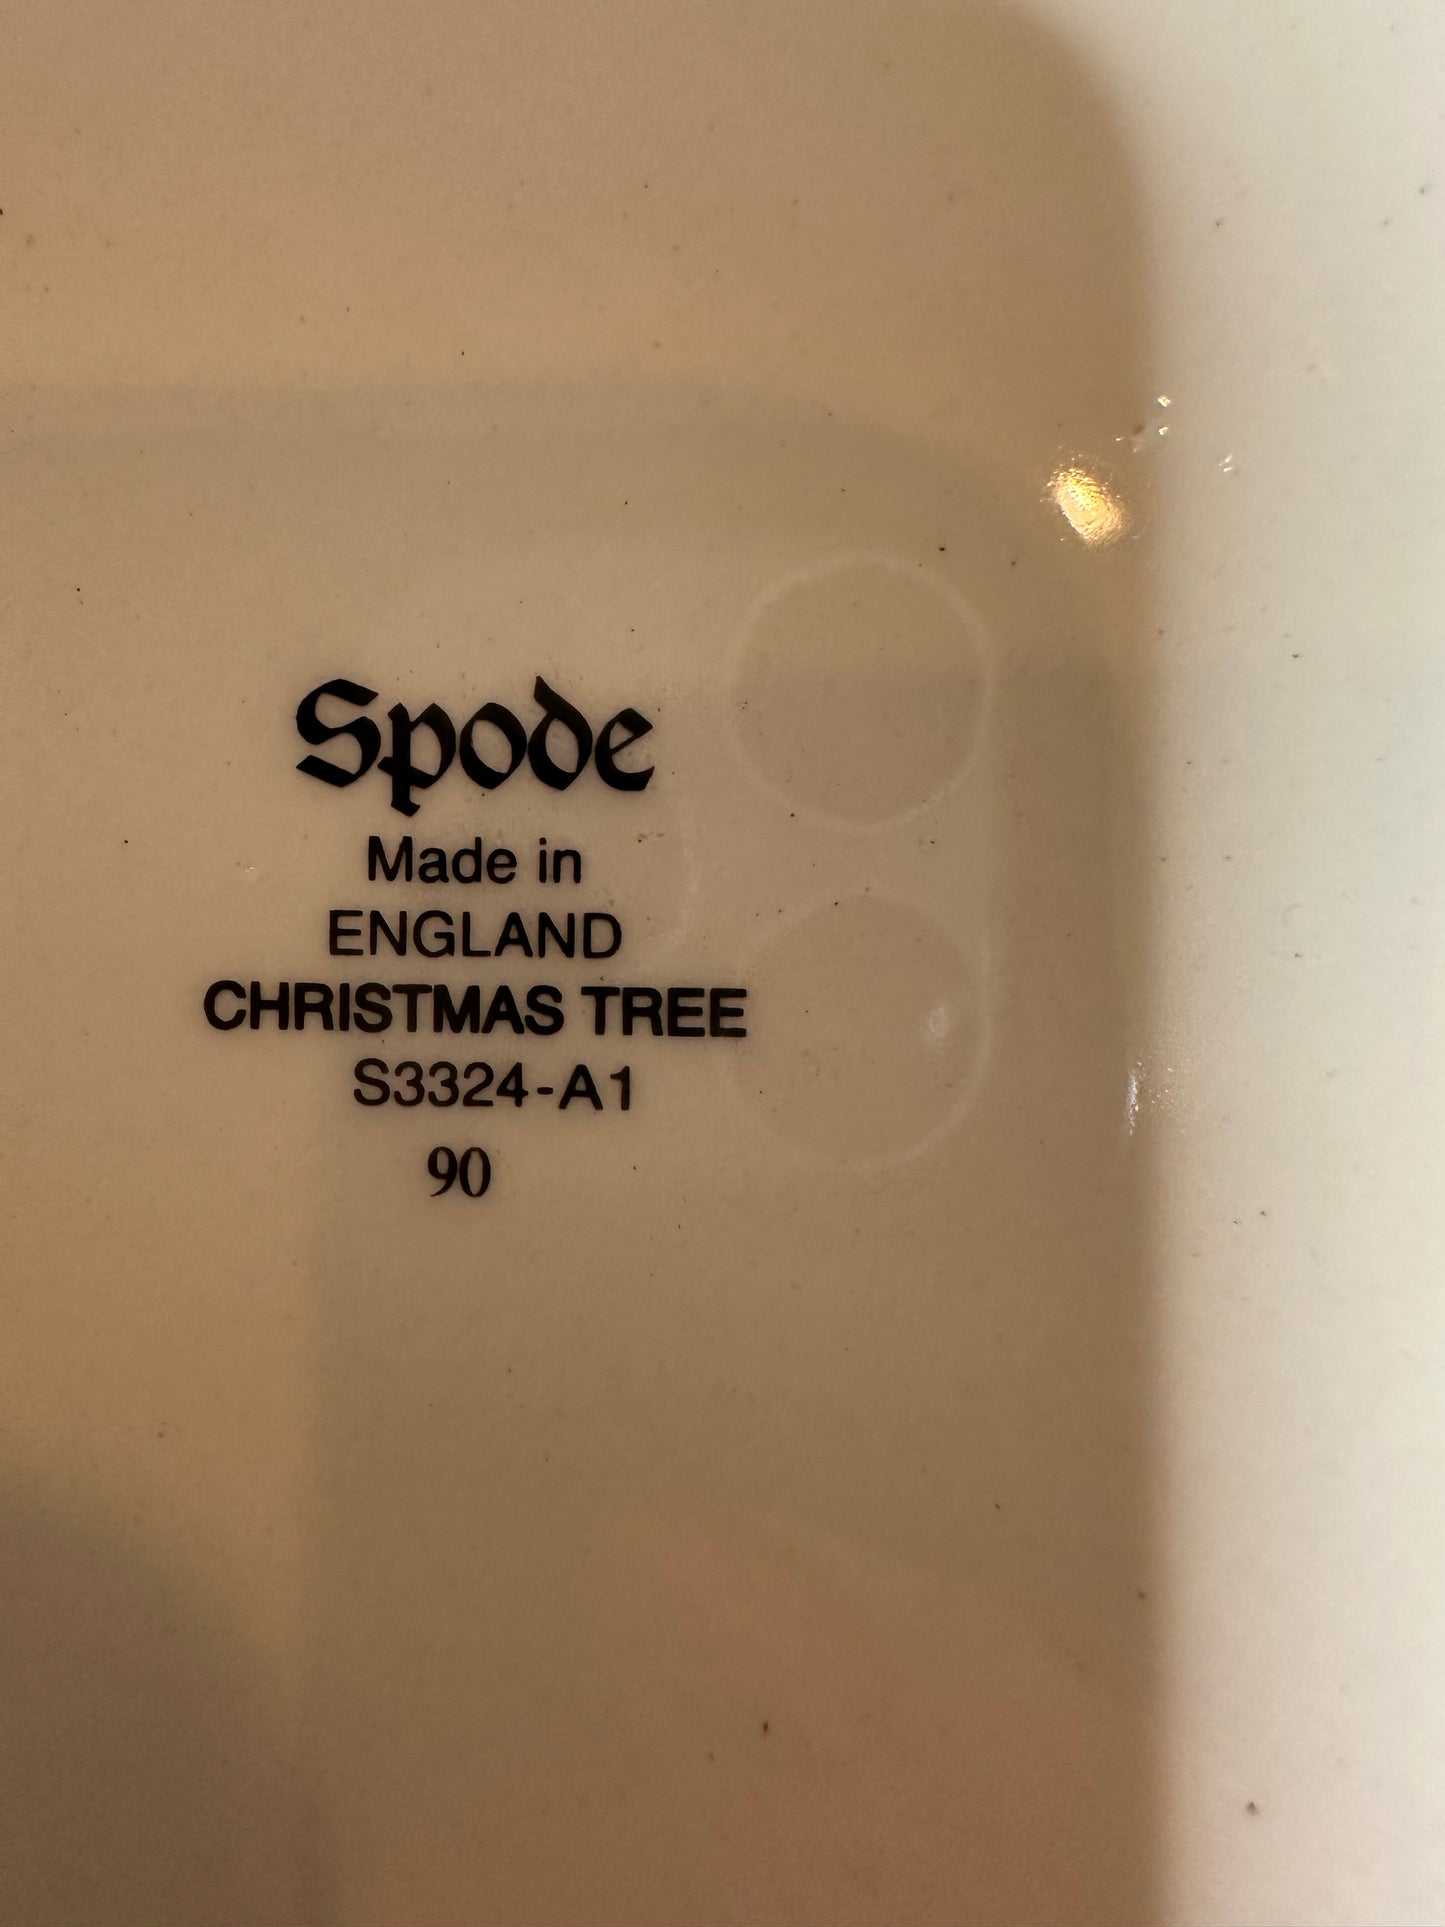 Spode
Made in
ENGLAND
CHRISTMAS TREE
S3324-A1
90